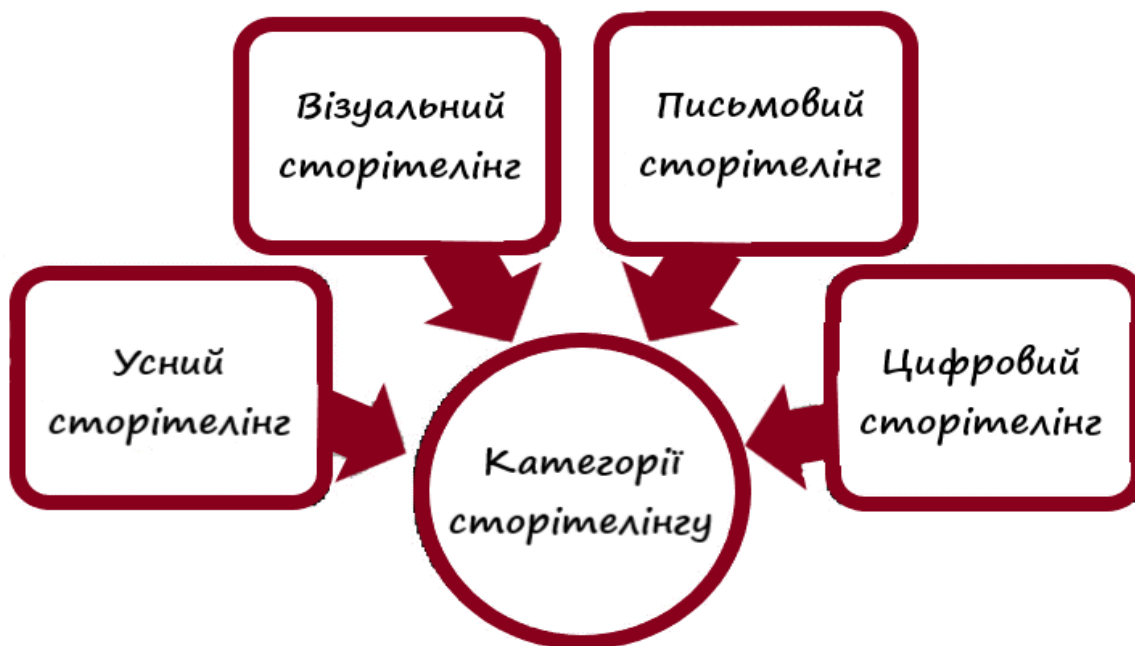 Візуальний
сторітелінг
Письмовий
сторітелінг
Усний
сторітелінг
Цифровий
сторітелінг
Категорії
сторітелінгу